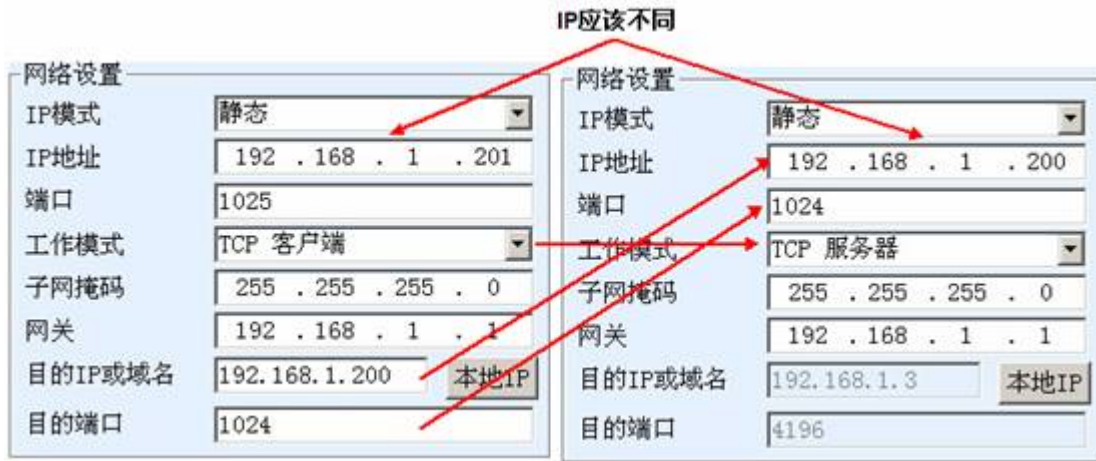 IP应该不同
网络设置
IP模式 静态
IP地址 192 . 168 . 1 . 201
端口 1025
工作模式 TCP 客户端
子网掩码 255 . 255 . 255 . 0
网关 192 . 168 . 1 . 1
目的IP或域名 192.168.1.200 本地IP
目的端口 1024
网络设置
IP模式 静态
IP地址 192 . 168 . 1 . 200
端口 1024
工作模式 TCP 服务器
子网掩码 255 . 255 . 255 . 0
网关 192 . 168 . 1 . 1
目的IP或域名 192.168.1.3 本地IP
目的端口 4196